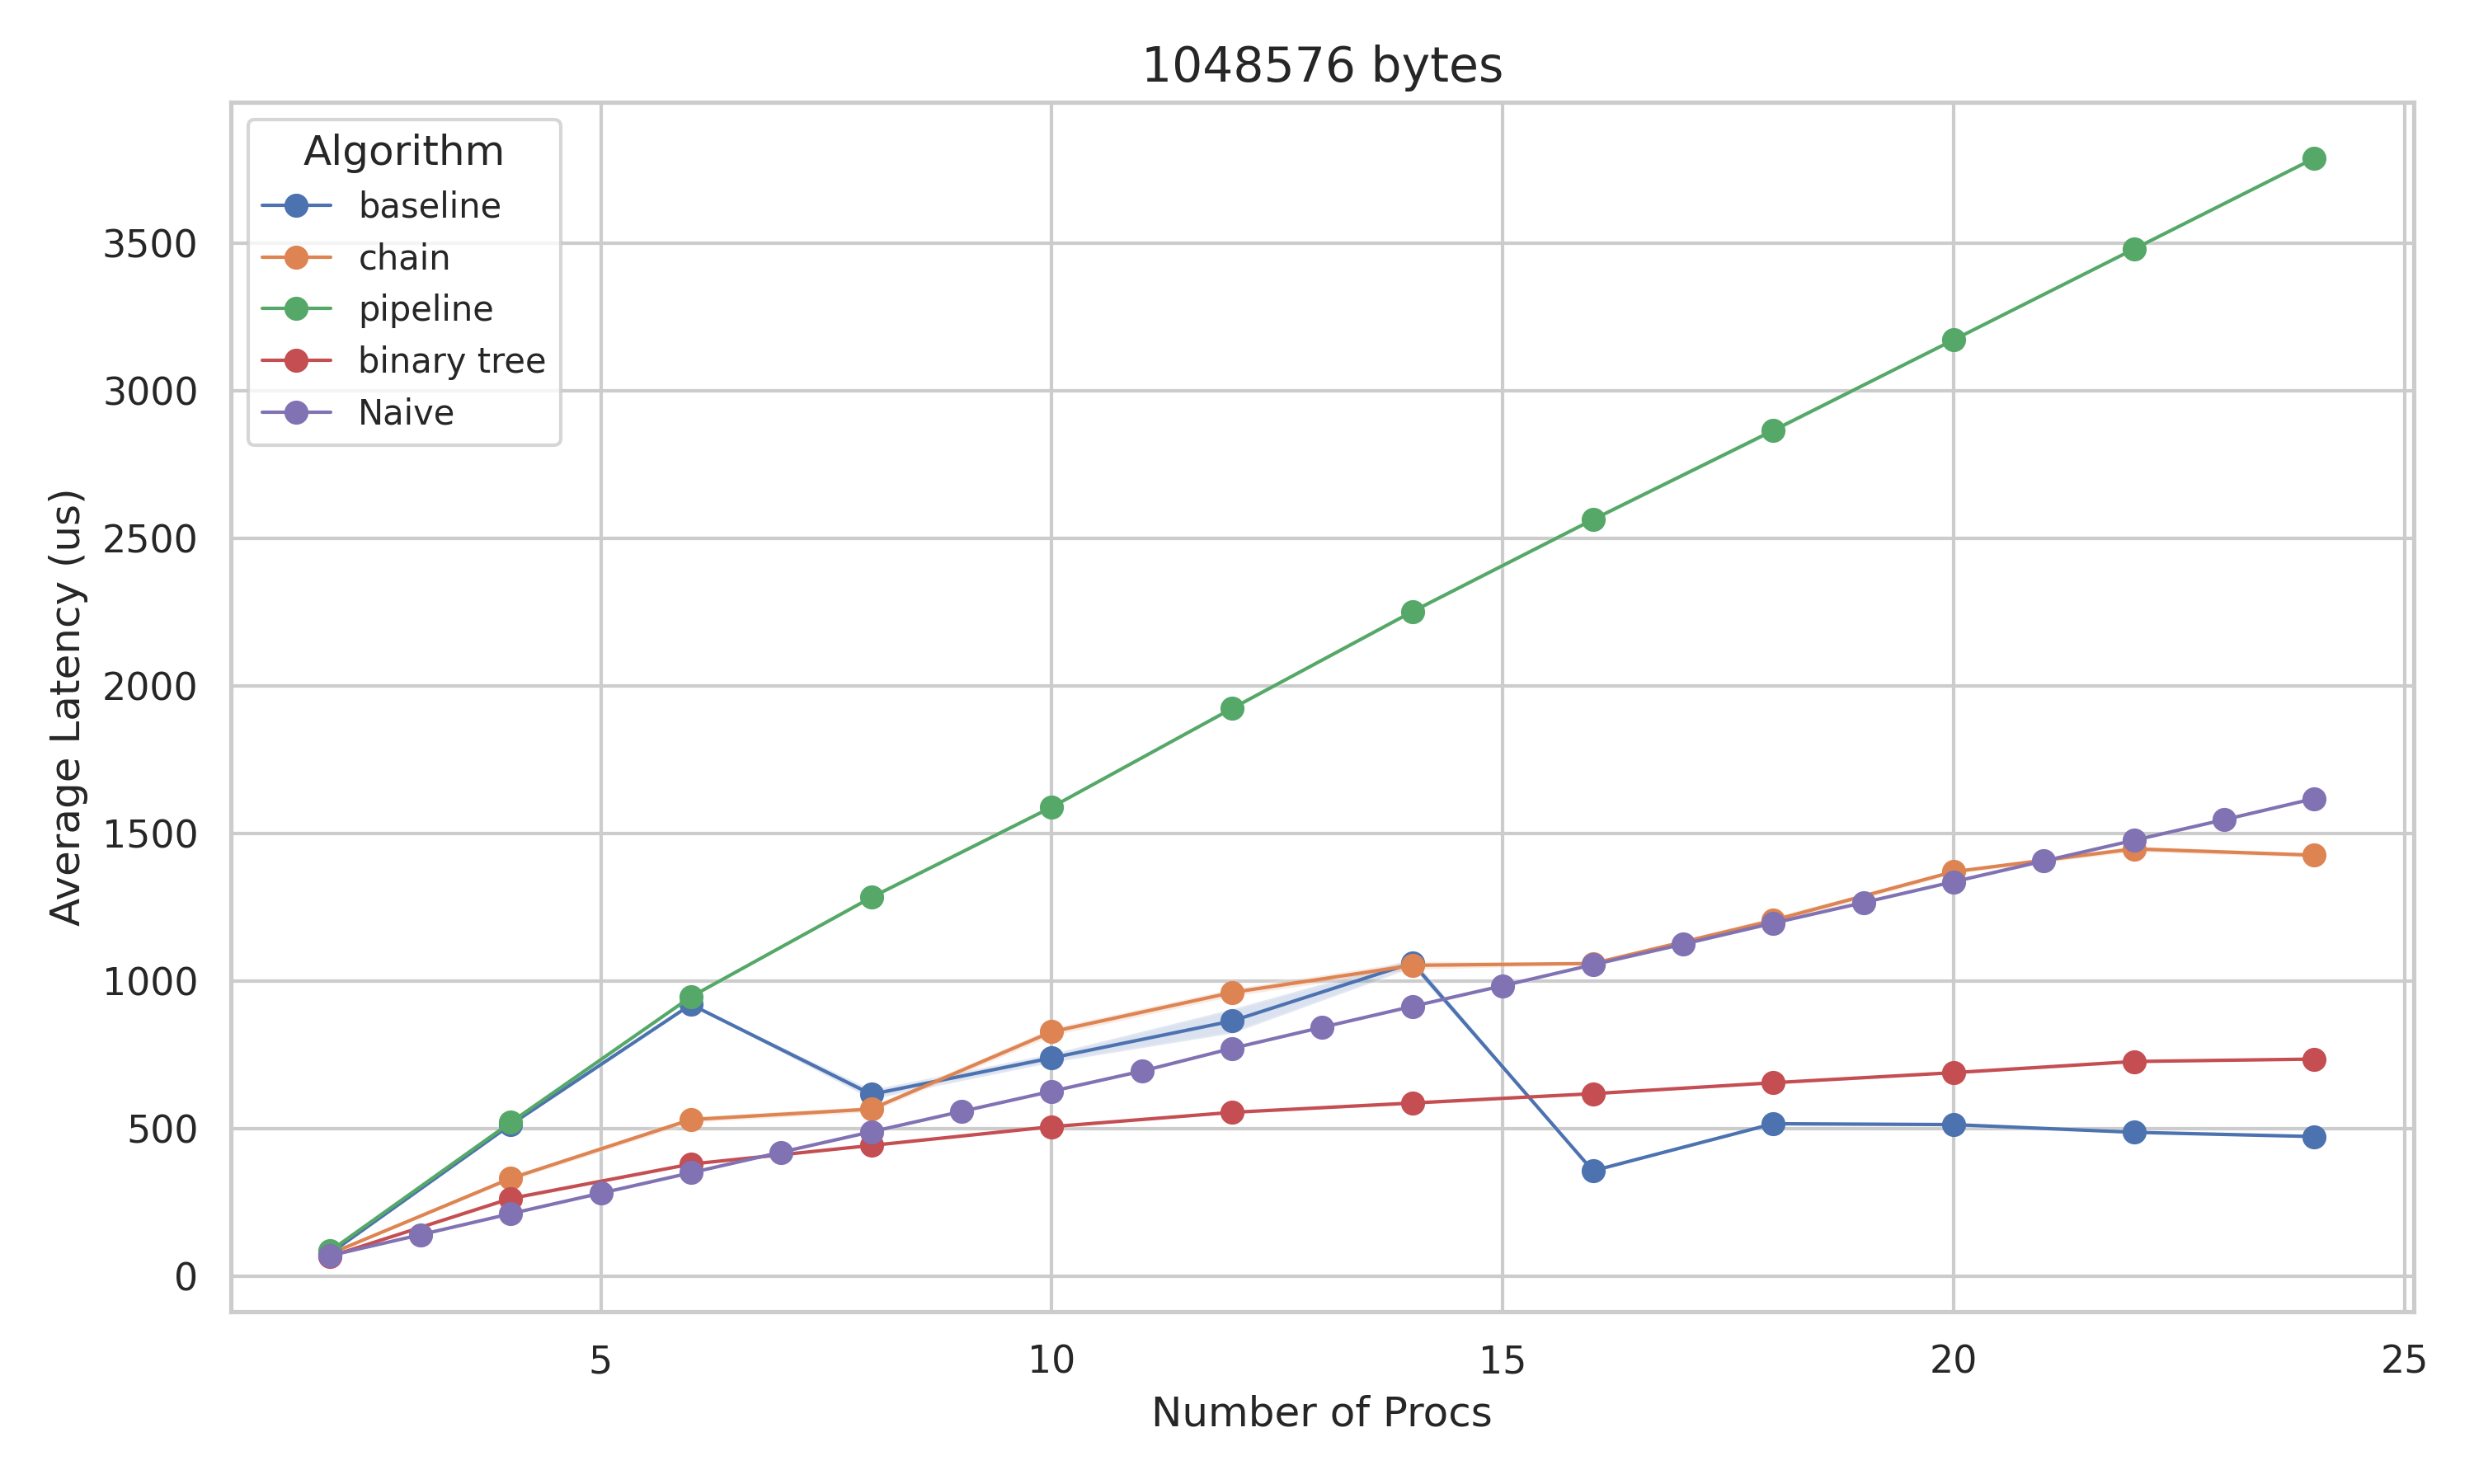 1048576 bytes
Algorithm
baseline
chain
pipeline
binary tree
Naive
Average Latency (us)
3500
3000
2500
2000
1500
1000
500
0
5 10 15 20 25
Number of Procs